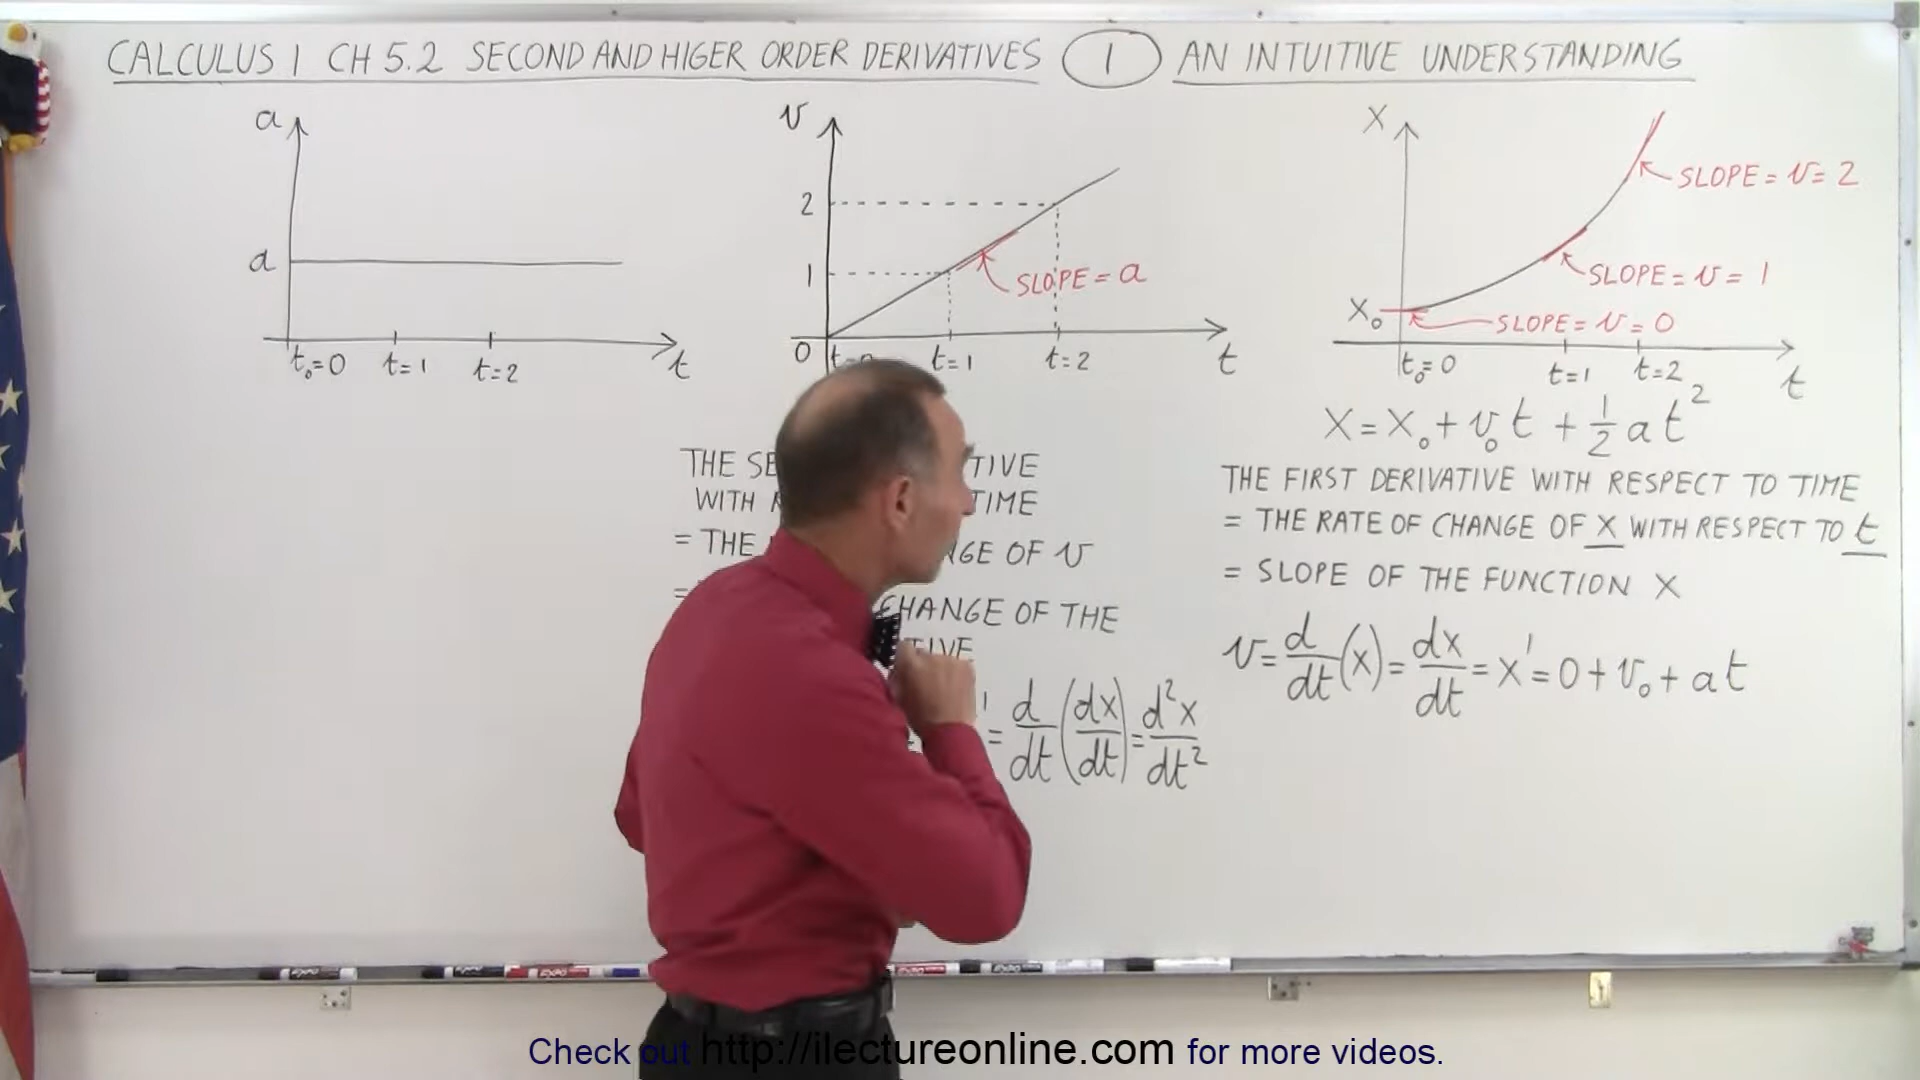 CALCULUS 1 CH 5.2 SECOND AND HIGER ORDER DERIVATIVES 1 AN INTUITIVE UNDERSTANDING
a
a
t₀=0 t=1 t=2 t
v
2
1
0
t=1 t=2 t
SLOPE = a
X
X₀
SLOPE = v = 2
SLOPE = v = 1
SLOPE = v = 0
t₀=0 t=1 t=2 t
X = X₀ + v₀t + ½at²
THE FIRST DERIVATIVE WITH RESPECT TO TIME
= THE RATE OF CHANGE OF X WITH RESPECT TO t
= SLOPE OF THE FUNCTION X
v = d/dt (x) = dx/dt = x' = 0 + v₀ + at
THE
WITH TIME
= THE OF v
= CHANGE OF THE
= d/dt (dx/dt) = d²x/dt²
EXPO
EXPO
Check out http://ilectureonline.com for more videos.